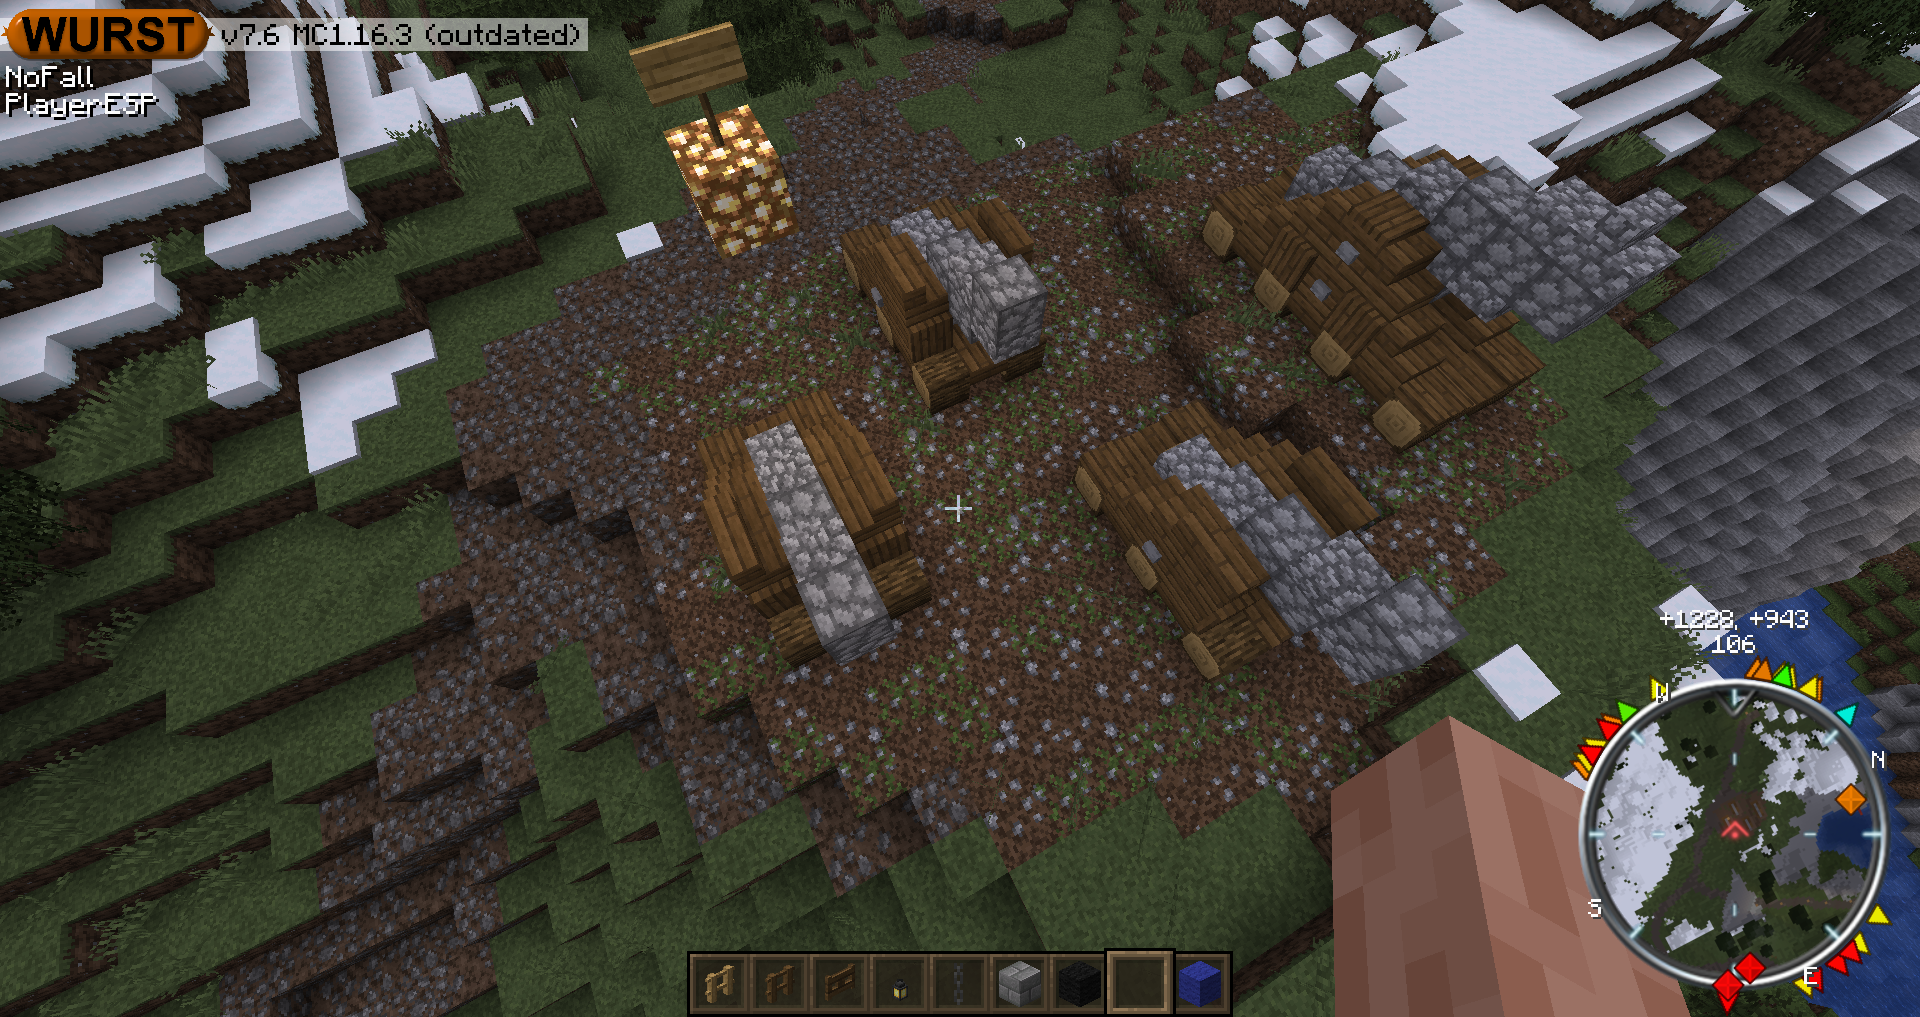 WURST v7.6 MC1.16.3 (outdated)
NoFall
PlayerESP
+1228, +943
106
W
N
S
E